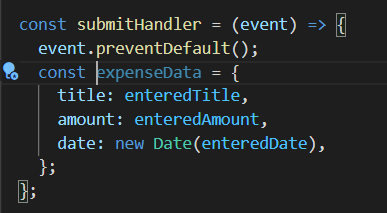 const submitHandler = (event) => {
event.preventDefault();
const expenseData = {
title: enteredTitle,
amount: enteredAmount,
date: new Date(enteredDate),
};
};